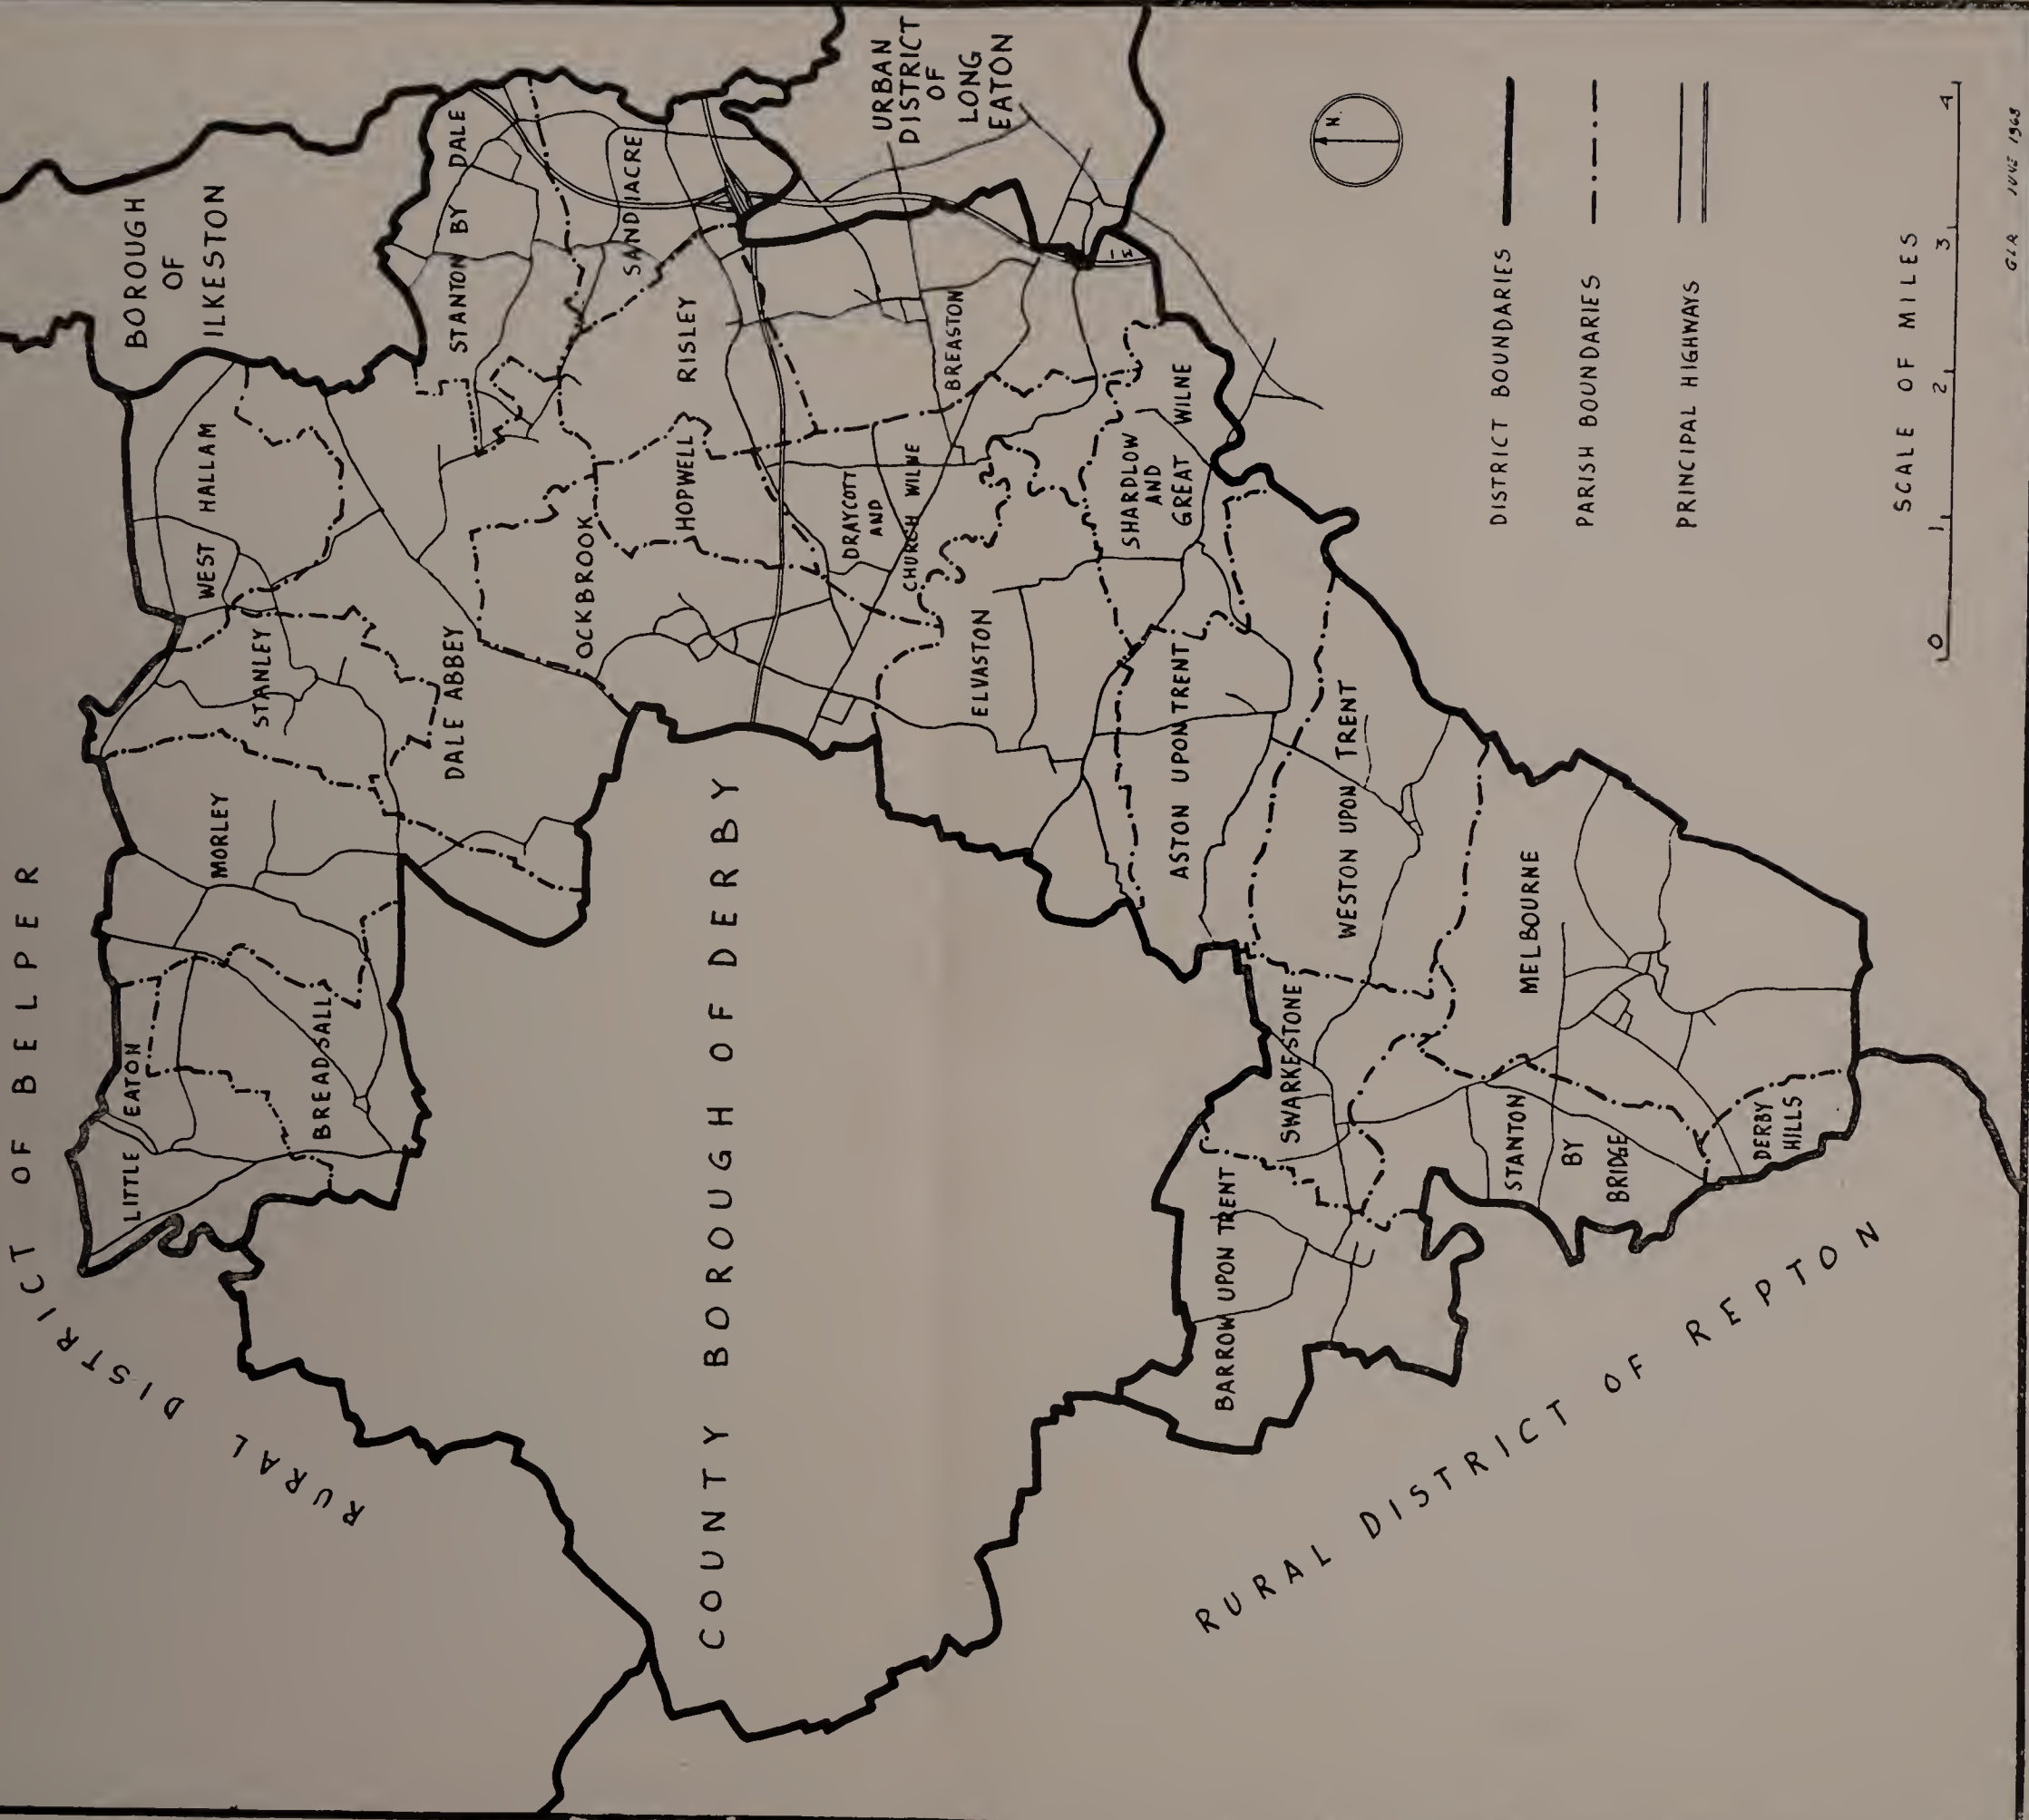 RURAL DISTRICT OF BELPER
BOROUGH
OF
ILKESTON
LITTLE EATON
BREADSALL
MORLEY
STANLEY
WEST HALLAM
DALE ABBEY
STANTON BY DALE
SANDIACRE
OCKBROOK
HOPWELL
RISLEY
URBAN
DISTRICT
OF
LONG
EATON
COUNTY BOROUGH OF DERBY
DRAYCOTT
AND
CHURCH WILNE
BREASTON
ELVASTON
SHARDLOW
AND
GREAT WILNE
ASTON UPON TRENT
WESTON UPON TRENT
BARROW UPON TRENT
SWARKESTONE
MELBOURNE
STANTON
BY
BRIDGE
DERBY
HILLS
RURAL DISTRICT OF REPTON
N.
M1
DISTRICT BOUNDARIES
PARISH BOUNDARIES
PRINCIPAL HIGHWAYS
SCALE OF MILES
0 1 2 3 4
GLR JUNE 1968